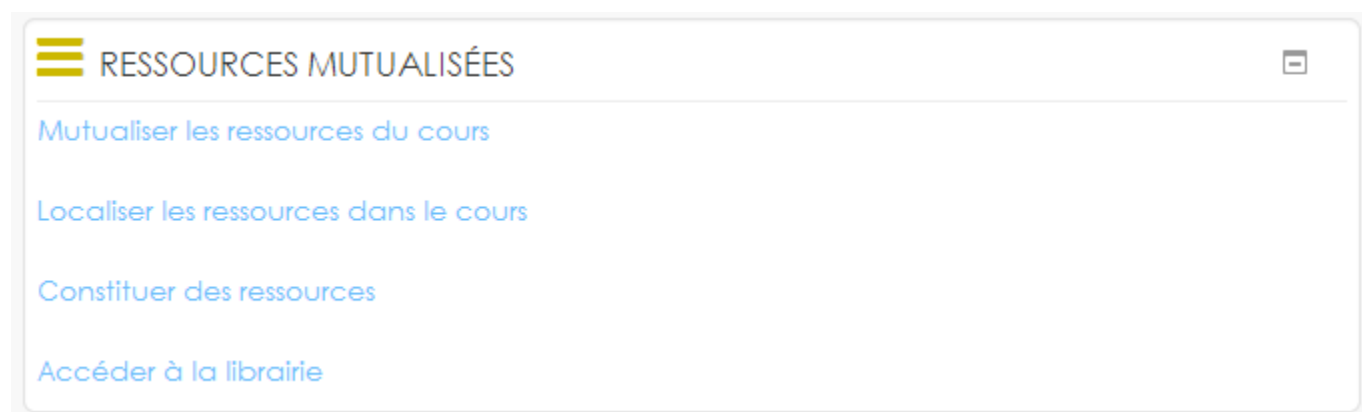 RESSOURCES MUTUALISÉES
Mutualiser les ressources du cours
Localiser les ressources dans le cours
Constituer des ressources
Accéder à la librairie